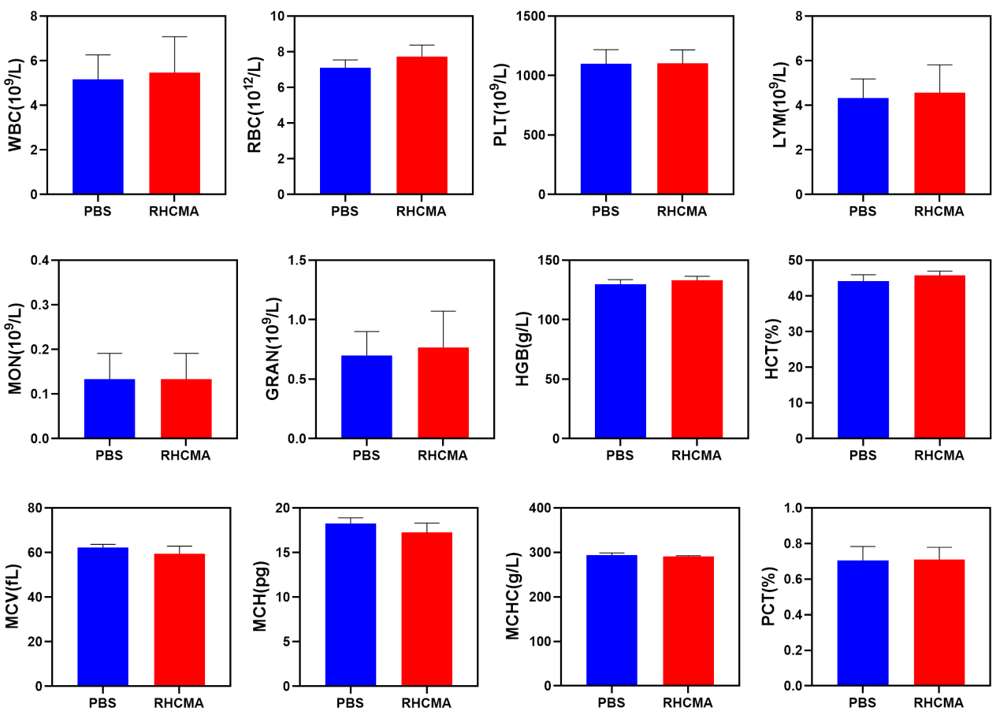 WBC(10⁹/L)
8
6
4
2
0
PBS RHCMA
RBC(10¹²/L)
10
8
6
4
2
0
PBS RHCMA
PLT(10⁹/L)
1500
1000
500
0
PBS RHCMA
LYM(10⁹/L)
8
6
4
2
0
PBS RHCMA
MON(10⁹/L)
0.4
0.3
0.2
0.1
0.0
PBS RHCMA
GRAN(10⁹/L)
1.5
1.0
0.5
0.0
PBS RHCMA
HGB(g/L)
150
100
50
0
PBS RHCMA
HCT(%)
50
40
30
20
10
0
PBS RHCMA
MCV(fL)
80
60
40
20
0
PBS RHCMA
MCH(pg)
20
15
10
5
0
PBS RHCMA
MCHC(g/L)
400
300
200
100
0
PBS RHCMA
PCT(%)
1.0
0.8
0.6
0.4
0.2
0.0
PBS RHCMA